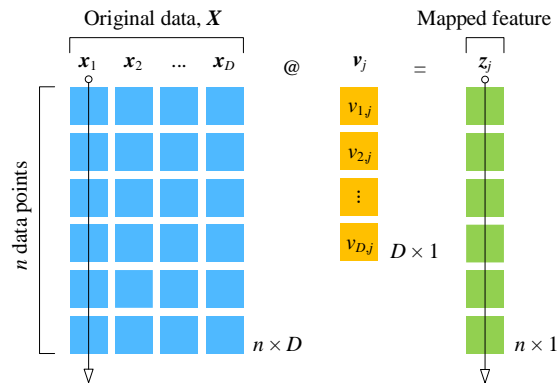 Original data, X
Mapped feature
x1 x2 ... xD @ vj = zj
n data points
v1,j
v2,j
⋮
vD,j
D × 1
n × D
n × 1